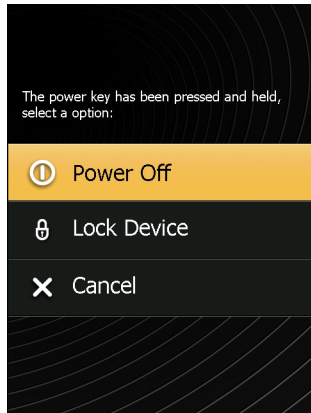 The power key has been pressed and held,
select a option:
Power Off
Lock Device
Cancel